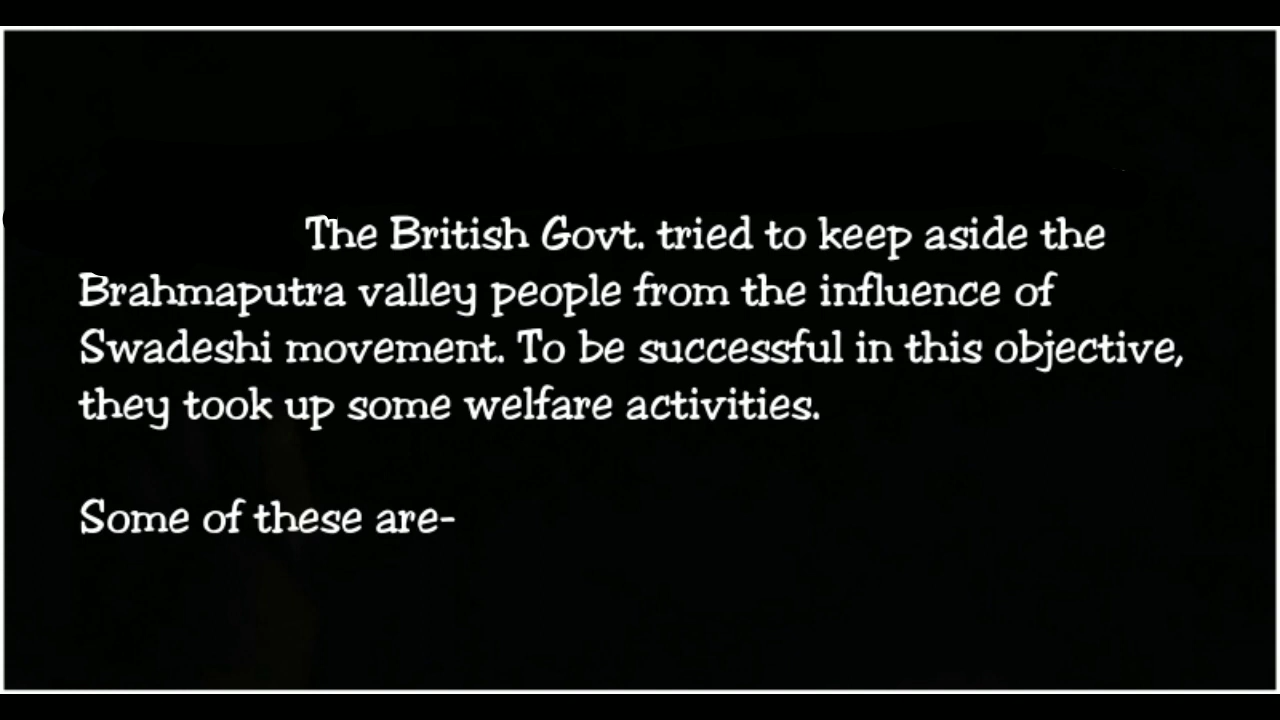 The British Govt. tried to keep aside the
Brahmaputra valley people from the influence of
Swadeshi movement. To be successful in this objective,
they took up some welfare activities.
Some of these are-